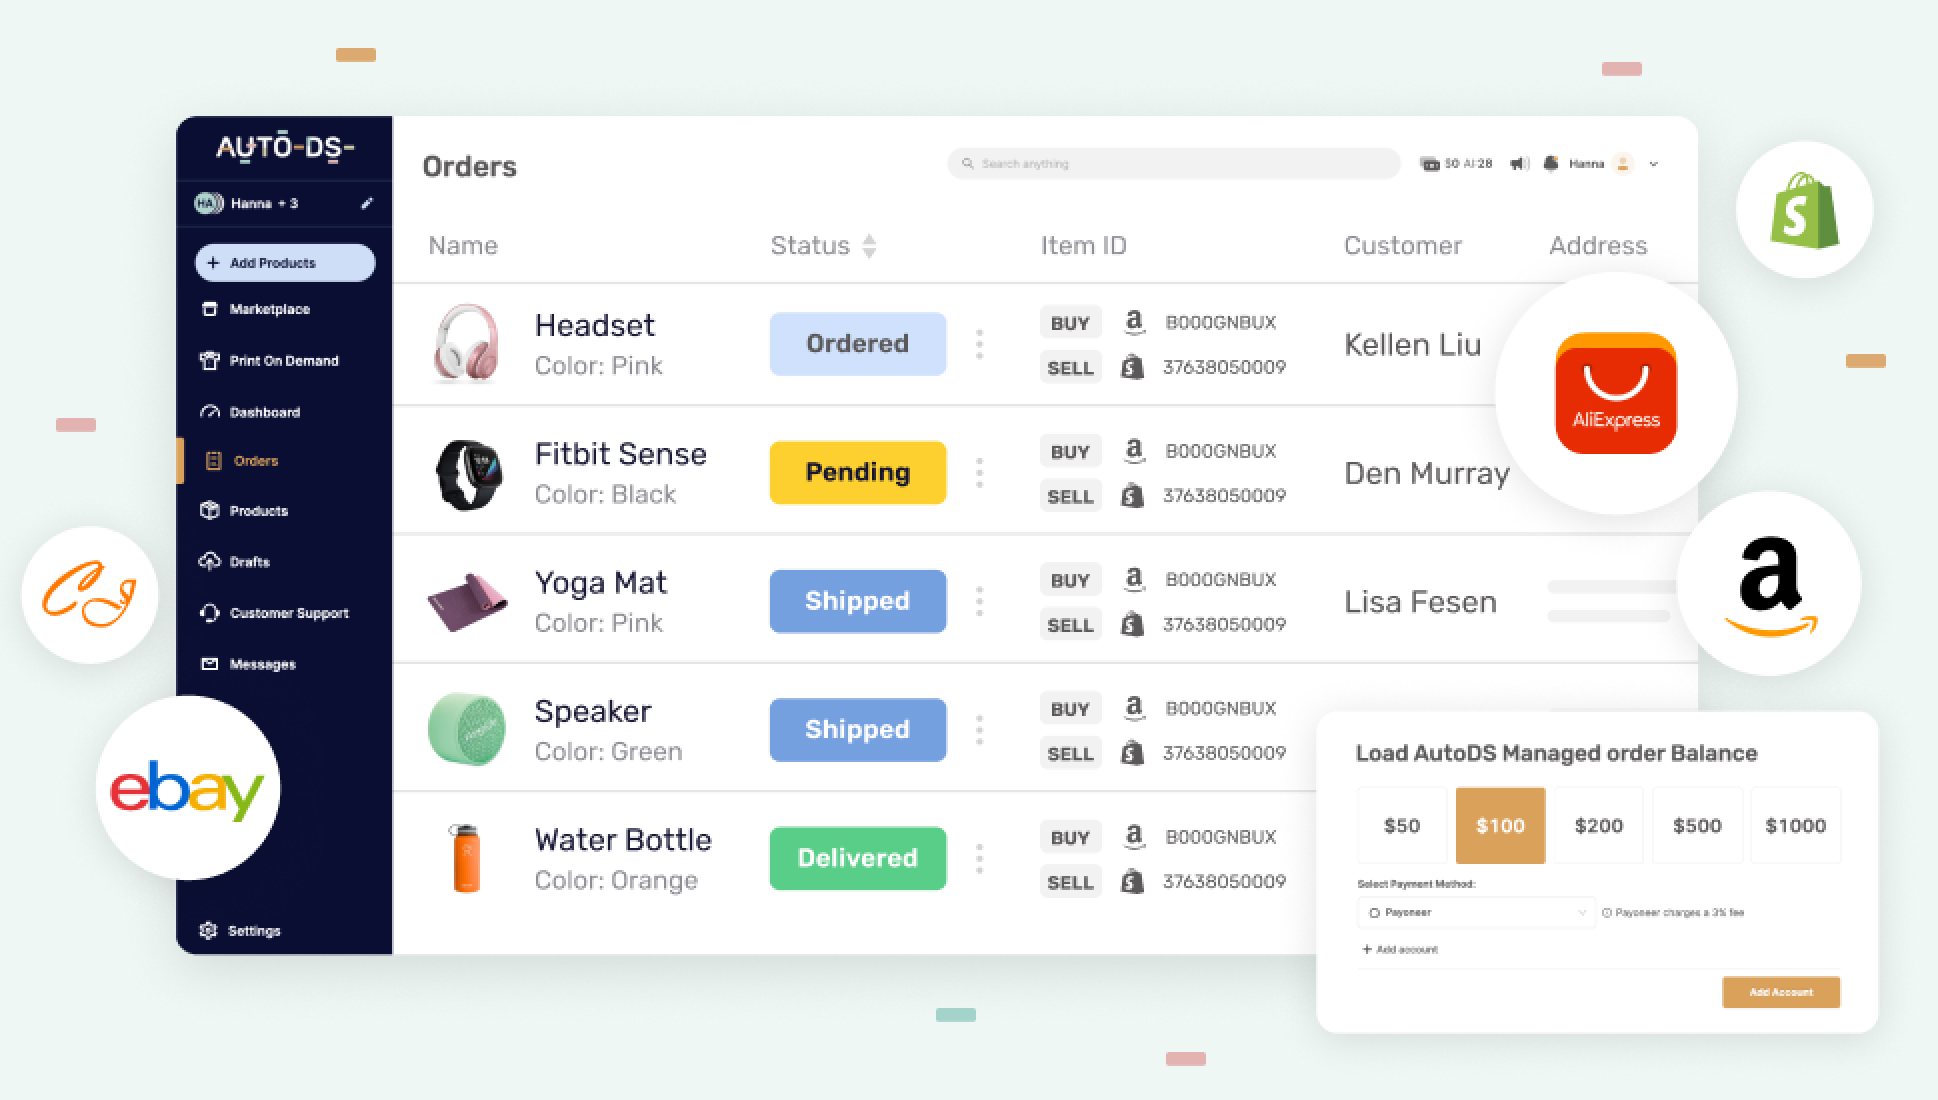 AUTO-DS-
HA Hanna + 3
+ Add Products
Marketplace
Print On Demand
Dashboard
Orders
Products
Drafts
Customer Support
Messages
Settings
Orders
Search anything
$0 AI 28
Hanna
Name Status Item ID Customer Address
Headset
Color: Pink
Ordered
BUY a B000GNBUX
SELL S 37638050009
Kellen Liu
Fitbit Sense
Color: Black
Pending
BUY a B000GNBUX
SELL S 37638050009
Den Murray
Yoga Mat
Color: Pink
Shipped
BUY a B000GNBUX
SELL S 37638050009
Lisa Fesen
Speaker
Color: Green
Shipped
BUY a B000GNBUX
SELL S 37638050009
Water Bottle
Color: Orange
Delivered
BUY a B000GNBUX
SELL S 37638050009
Load AutoDS Managed order Balance
$50 $100 $200 $500 $1000
Select Payment Method:
Payoneer
Payoneer charges a 3% fee
+ Add account
Add Account
S
AliExpress
a
CJ
ebay